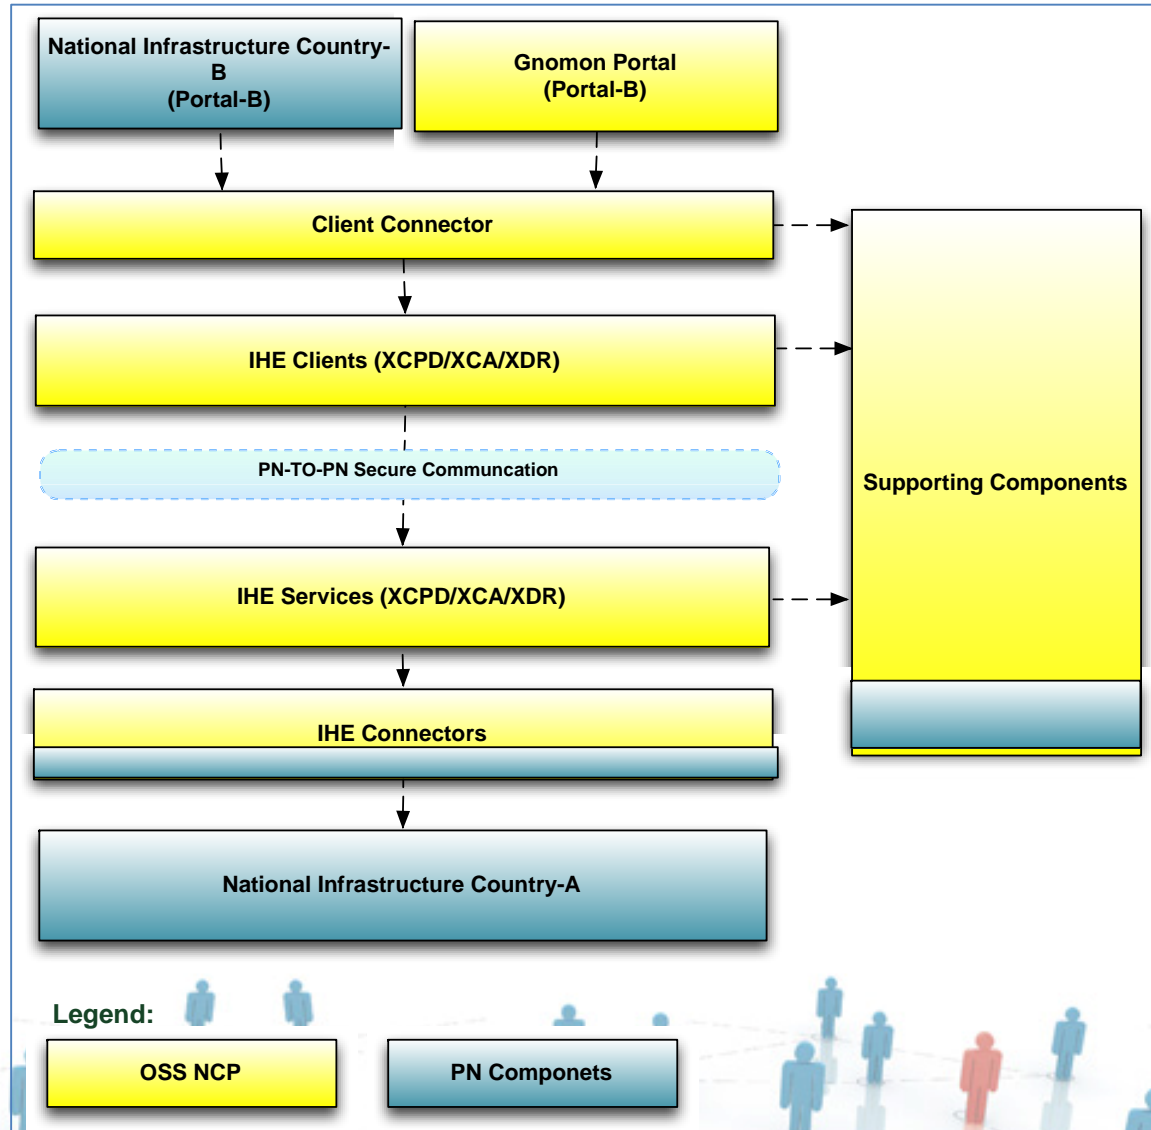 National Infrastructure Country-
B
(Portal-B)
Gnomon Portal
(Portal-B)
Client Connector
IHE Clients (XCPD/XCA/XDR)
PN-TO-PN Secure Communcation
Supporting Components
IHE Services (XCPD/XCA/XDR)
IHE Connectors
National Infrastructure Country-A
Legend:
OSS NCP
PN Componets